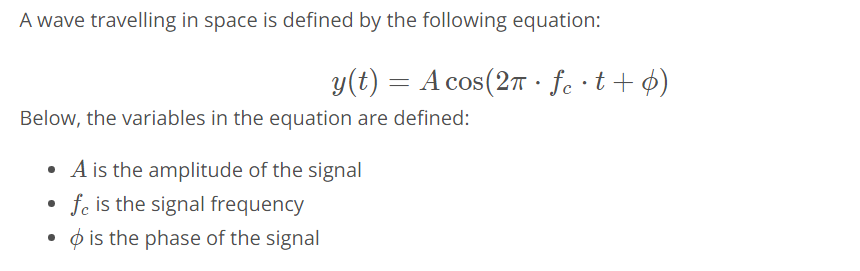 A wave travelling in space is defined by the following equation:
y(t) = A cos(2π · f_c · t + ϕ)
Below, the variables in the equation are defined:
• A is the amplitude of the signal
• f_c is the signal frequency
• ϕ is the phase of the signal